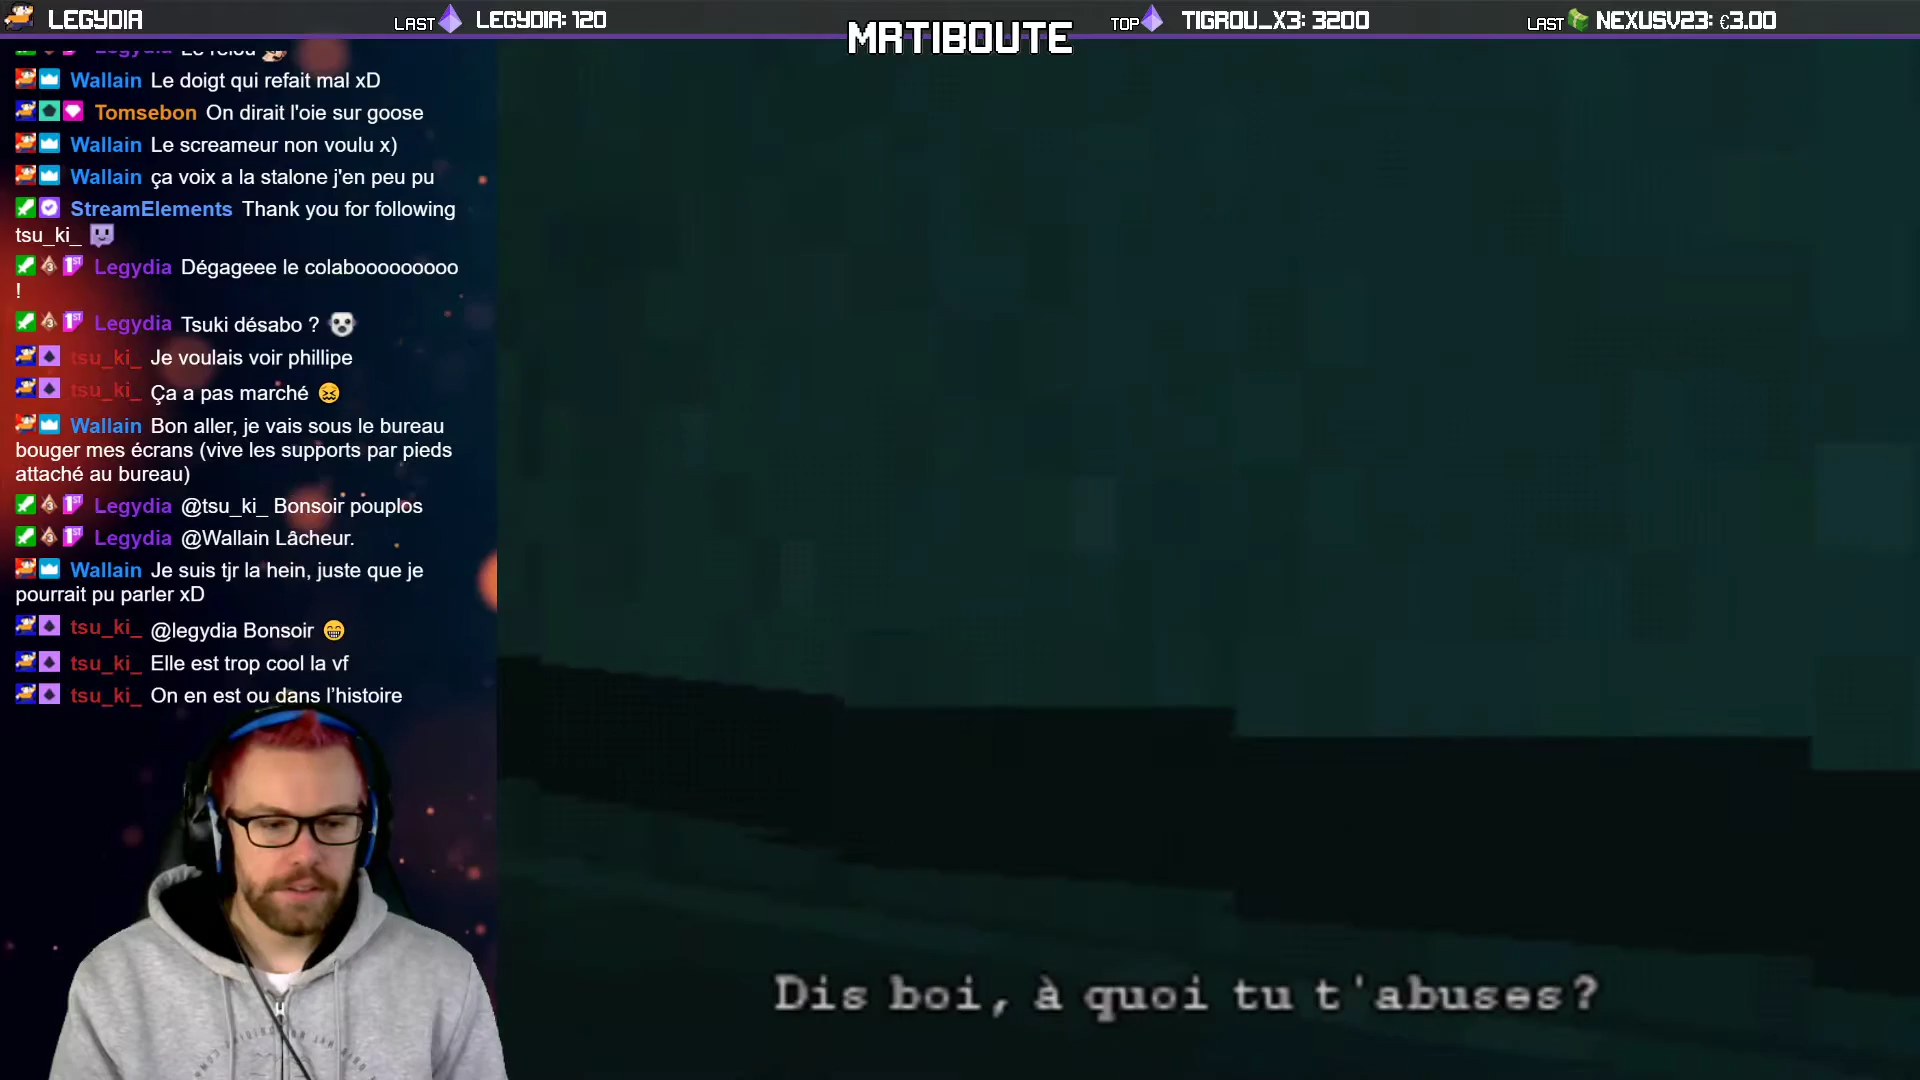 LEGYDIA
LAST LEGYDIA: 120
MRTIBOUTE
TOP TIGROU_X3: 3200
LAST NEXUSV23: €3.00
Legydia Le relou
Wallain Le doigt qui refait mal xD
Tomsebon On dirait l'oie sur goose
Wallain Le screameur non voulu x)
Wallain ça voix a la stalone j'en peu pu
StreamElements Thank you for following
tsu_ki_
Legydia Dégageee le colabooooooooo
!
Legydia Tsuki désabo ?
tsu_ki_ Je voulais voir phillipe
tsu_ki_ Ça a pas marché 😖
Wallain Bon aller, je vais sous le bureau
bouger mes écrans (vive les supports par pieds
attaché au bureau)
Legydia @tsu_ki_ Bonsoir pouplos
Legydia @Wallain Lâcheur.
Wallain Je suis tjr la hein, juste que je
pourrait pu parler xD
tsu_ki_ @legydia Bonsoir 😁
tsu_ki_ Elle est trop cool la vf
tsu_ki_ On en est ou dans l'histoire
Dis boi, à quoi tu t'abuses?